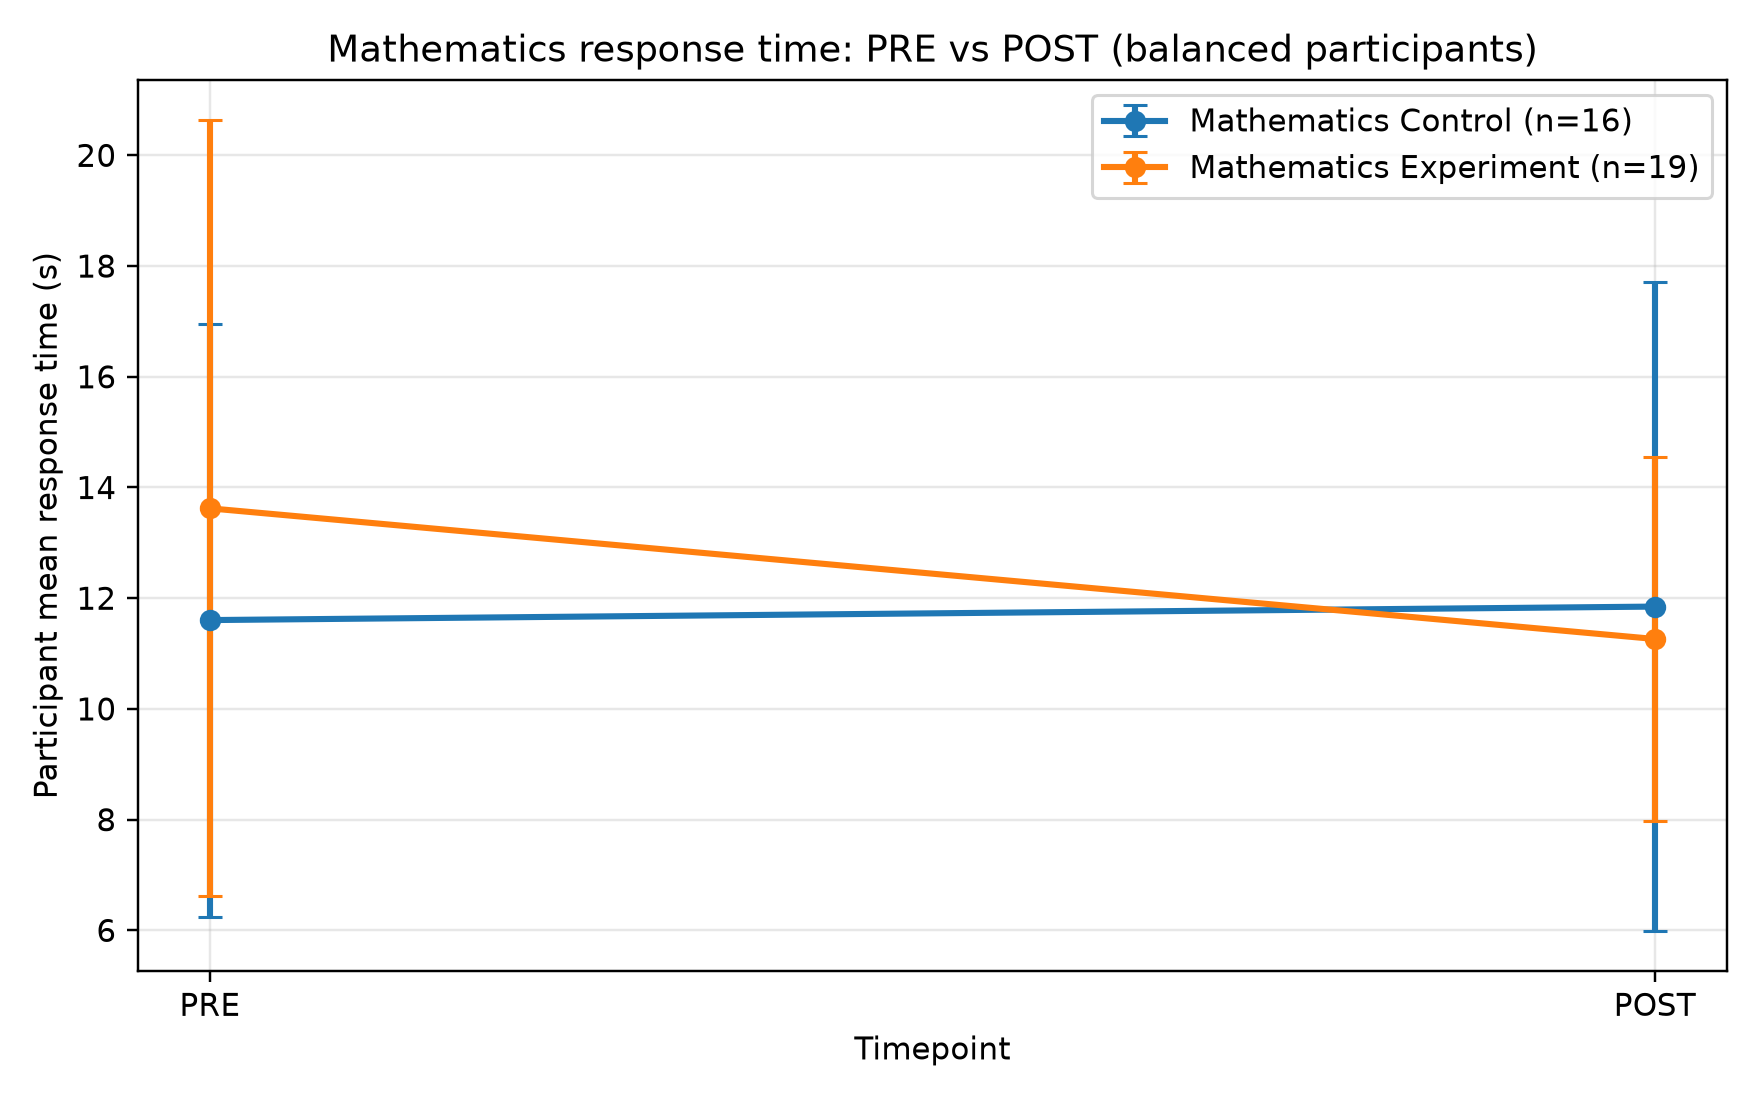 Mathematics response time: PRE vs POST (balanced participants)
Mathematics Control (n=16)
Mathematics Experiment (n=19)
Participant mean response time (s)
20
18
16
14
12
10
8
6
PRE
POST
Timepoint